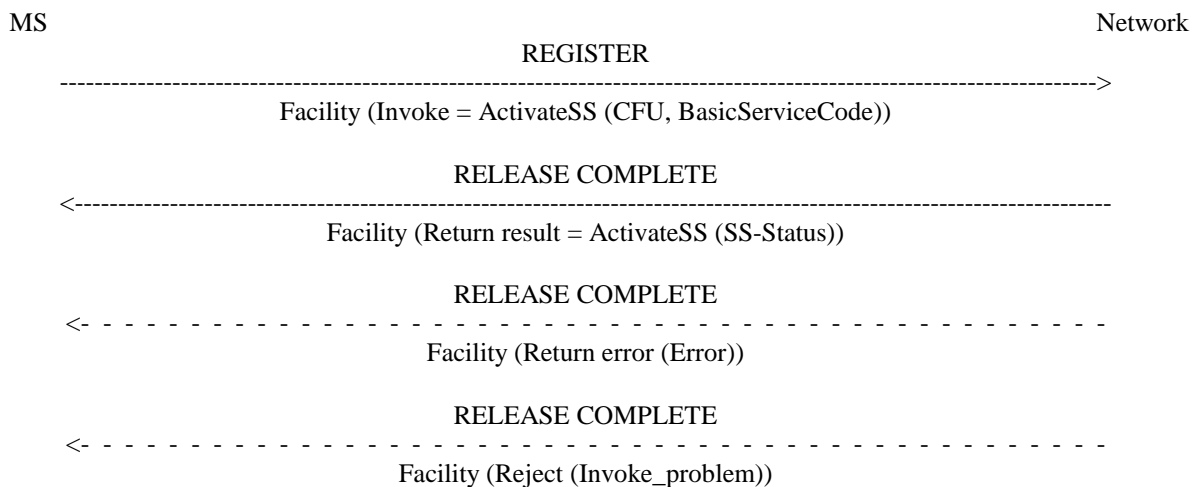 MS Network
REGISTER
------------------------------------------------------------------------------------------------------------------------>
Facility (Invoke = ActivateSS (CFU, BasicServiceCode))
RELEASE COMPLETE
<------------------------------------------------------------------------------------------------------------------------
Facility (Return result = ActivateSS (SS-Status))
RELEASE COMPLETE
<- - - - - - - - - - - - - - - - - - - - - - - - - - - - - - - - - - - - - - - - - - - - - - - -
Facility (Return error (Error))
RELEASE COMPLETE
<- - - - - - - - - - - - - - - - - - - - - - - - - - - - - - - - - - - - - - - - - - - - - - - -
Facility (Reject (Invoke_problem))